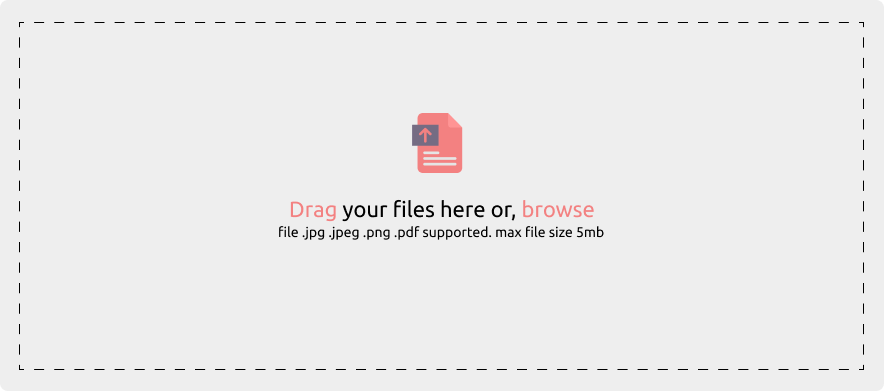 Drag your files here or, browse
file .jpg .jpeg .png .pdf supported. max file size 5mb